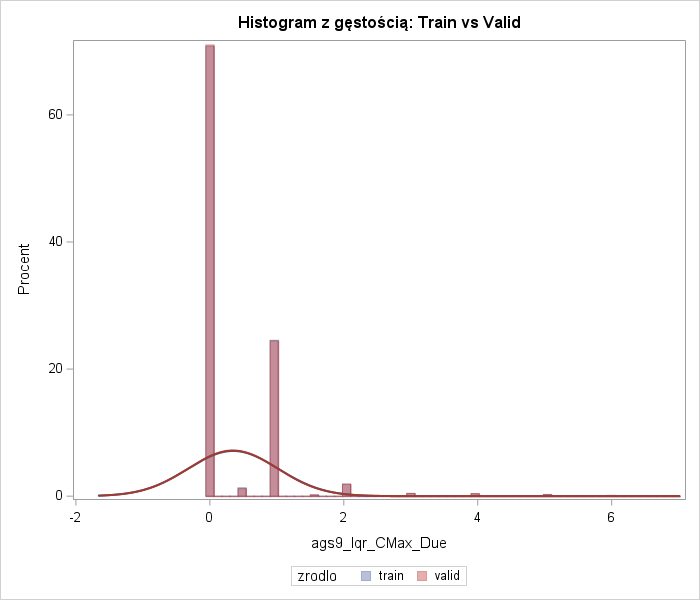 Histogram z gęstością: Train vs Valid
60
40
20
0
Procent
-2
0
2
4
6
ags9_Iqr_CMax_Due
zrodlo
train
valid